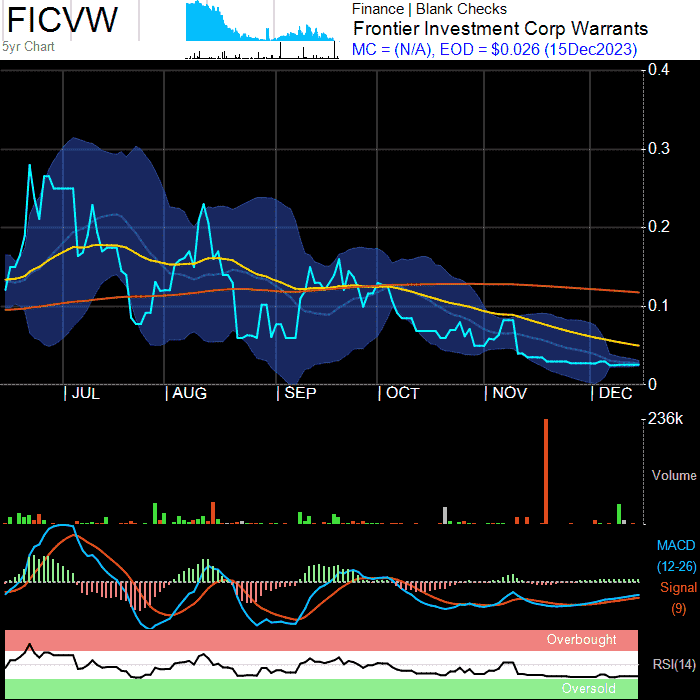 FICVW
5yr Chart
Finance | Blank Checks
Frontier Investment Corp Warrants
MC = (N/A), EOD = $0.026 (15Dec2023)
0.4
0.3
0.2
0.1
0
JUL AUG SEP OCT NOV DEC
236k
Volume
MACD
(12-26)
Signal
(9)
Overbought
RSI(14)
Oversold